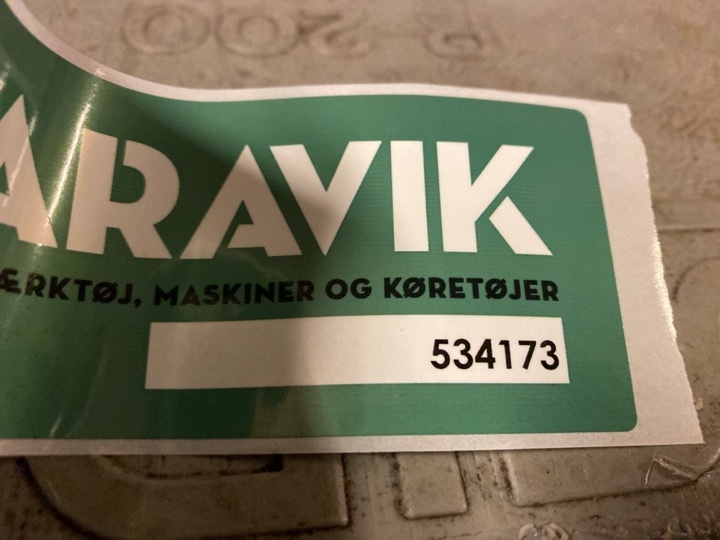 ARAVIK
ÆRKTØJ, MASKINER OG KØRETØJER
534173